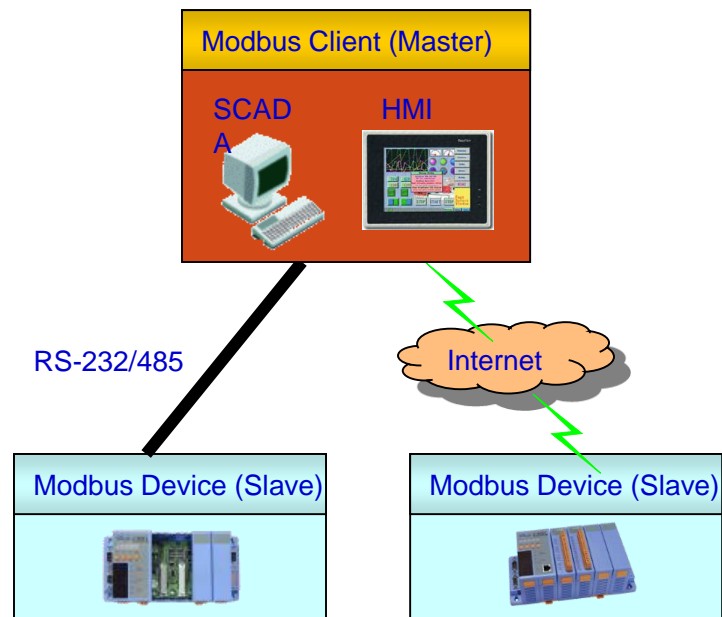 Modbus Client (Master)
SCAD
A
HMI
RS-232/485
Internet
Modbus Device (Slave)
Modbus Device (Slave)